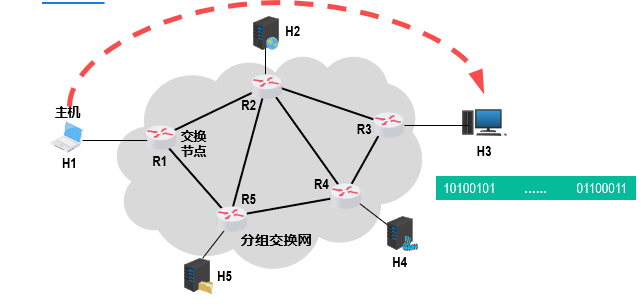 H2
主机
H1
R2
交换
节点
R1
R3
H3
R4
R5
分组交换网
H4
H5
10100101 ...... 01100011